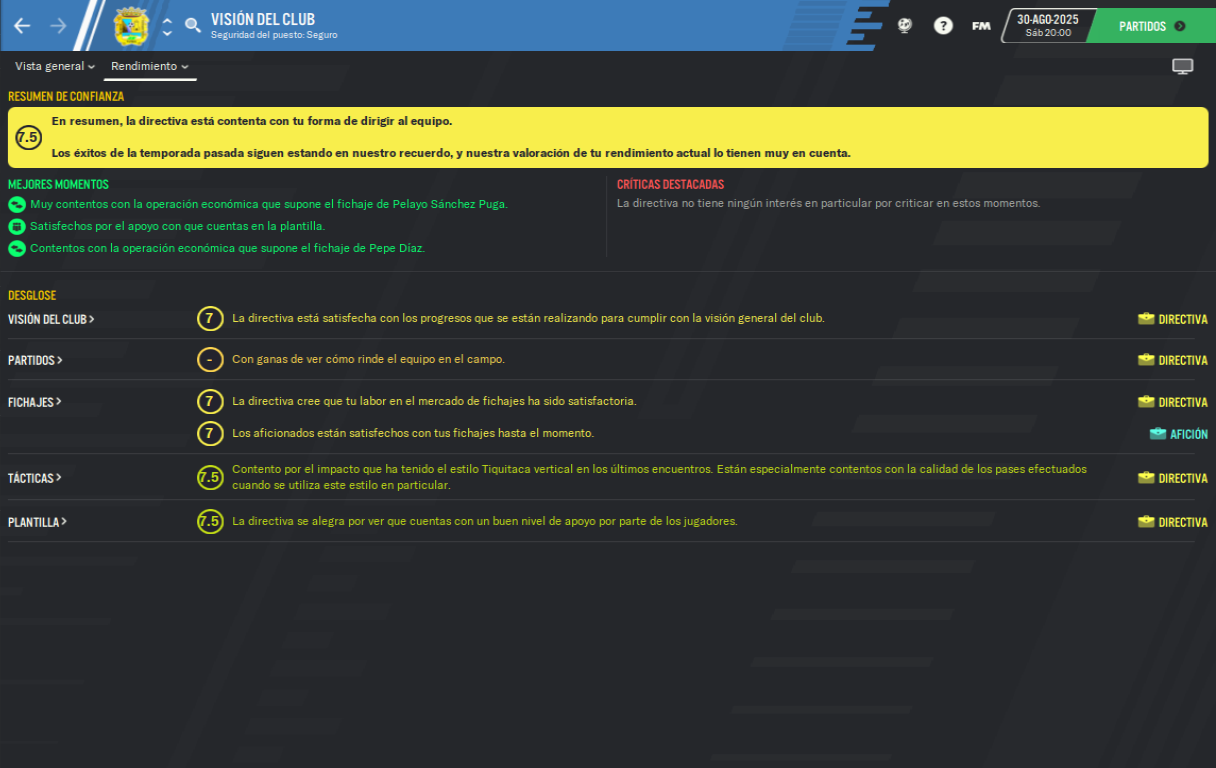 VISIÓN DEL CLUB
Seguridad del puesto: Seguro
?
FM
30-AGO-2025
Sáb 20:00
PARTIDOS
Vista general
Rendimiento
RESUMEN DE CONFIANZA
7.5
En resumen, la directiva está contenta con tu forma de dirigir al equipo.
Los éxitos de la temporada pasada siguen estando en nuestro recuerdo, y nuestra valoración de tu rendimiento actual lo tienen muy en cuenta.
MEJORES MOMENTOS
Muy contentos con la operación económica que supone el fichaje de Pelayo Sánchez Puga.
Satisfechos por el apoyo con que cuentas en la plantilla.
Contentos con la operación económica que supone el fichaje de Pepe Díaz.
CRÍTICAS DESTACADAS
La directiva no tiene ningún interés en particular por criticar en estos momentos.
DESGLOSE
VISIÓN DEL CLUB > 7 La directiva está satisfecha con los progresos que se están realizando para cumplir con la visión general del club. DIRECTIVA
PARTIDOS > - Con ganas de ver cómo rinde el equipo en el campo. DIRECTIVA
FICHAJES > 7 La directiva cree que tu labor en el mercado de fichajes ha sido satisfactoria. DIRECTIVA
7 Los aficionados están satisfechos con tus fichajes hasta el momento. AFICIÓN
TÁCTICAS > 7.5 Contento por el impacto que ha tenido el estilo Tiquitaca vertical en los últimos encuentros. Están especialmente contentos con la calidad de los pases efectuados DIRECTIVA
cuando se utiliza este estilo en particular.
PLANTILLA > 7.5 La directiva se alegra por ver que cuentas con un buen nivel de apoyo por parte de los jugadores. DIRECTIVA